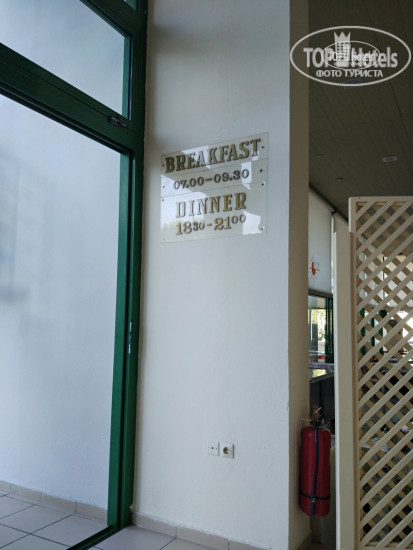 TOPHotels
ФОТО ТУРИСТА
BREAKFAST
07.00-09.30
DINNER
18³⁰-21⁰⁰